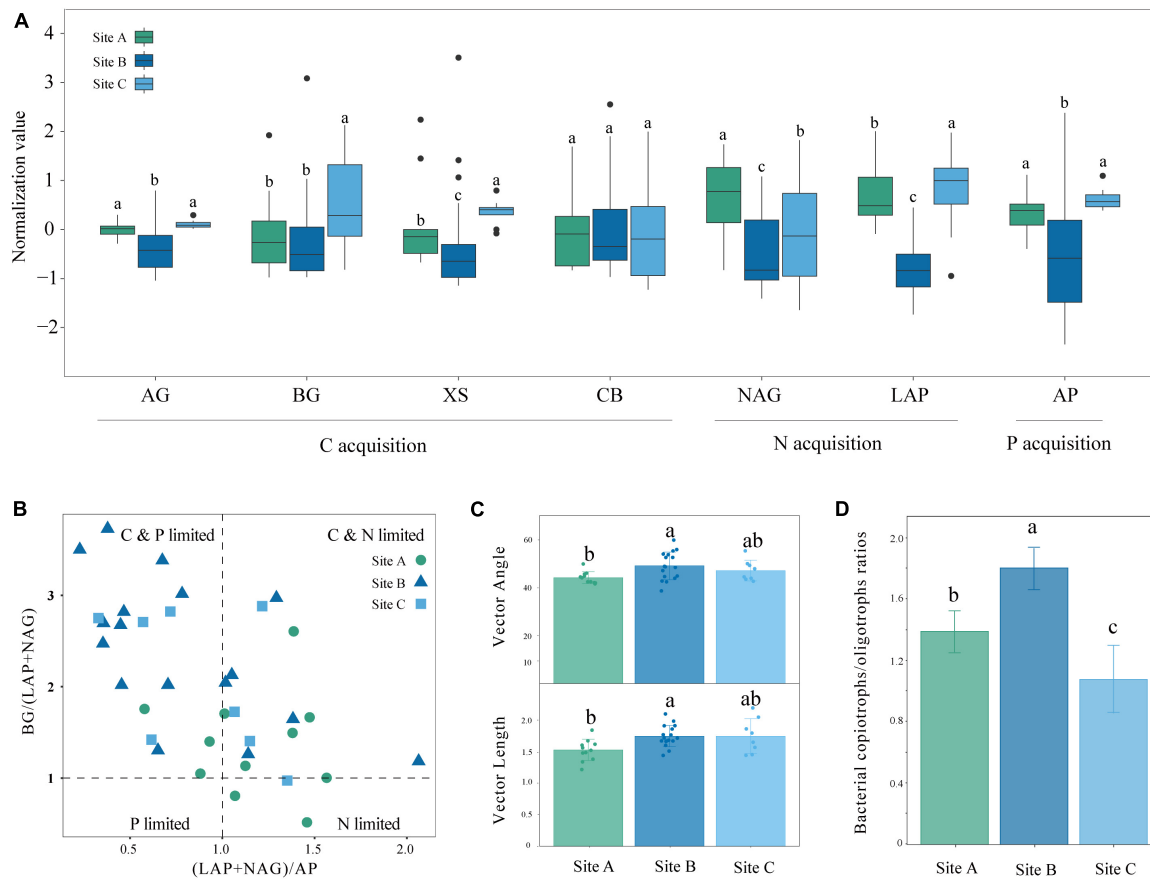 A
Normalization value
4
3
2
1
0
−1
−2
Site A
Site B
Site C
a
b
a
b
b
a
b
c
a
a
a
a
a
c
b
b
c
a
a
b
a
AG
BG
XS
CB
NAG
LAP
AP
C acquisition
N acquisition
P acquisition
B
C & P limited
C & N limited
Site A
Site B
Site C
BG/(LAP+NAG)
3
2
1
P limited
N limited
0.5
1.0
1.5
2.0
(LAP+NAG)/AP
C
Vector Angle
60
40
20
10
b
a
ab
Vector Length
2.0
1.5
1.0
0.5
0
b
a
ab
Site A
Site B
Site C
D
Bacterial copiotrophs/oligotrophs ratios
2.0
1.6
1.2
0.8
0.4
0
b
a
c
Site A
Site B
Site C